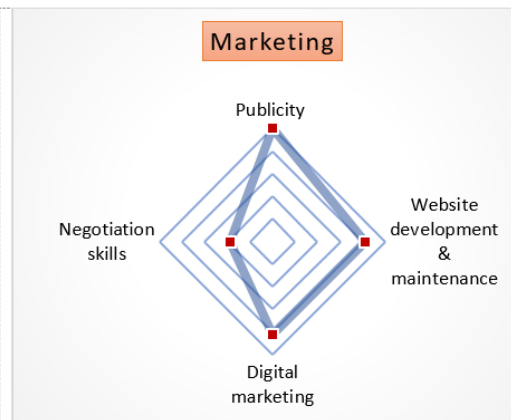 Marketing
Publicity
Negotiation
skills
Website
development
&
maintenance
Digital
marketing